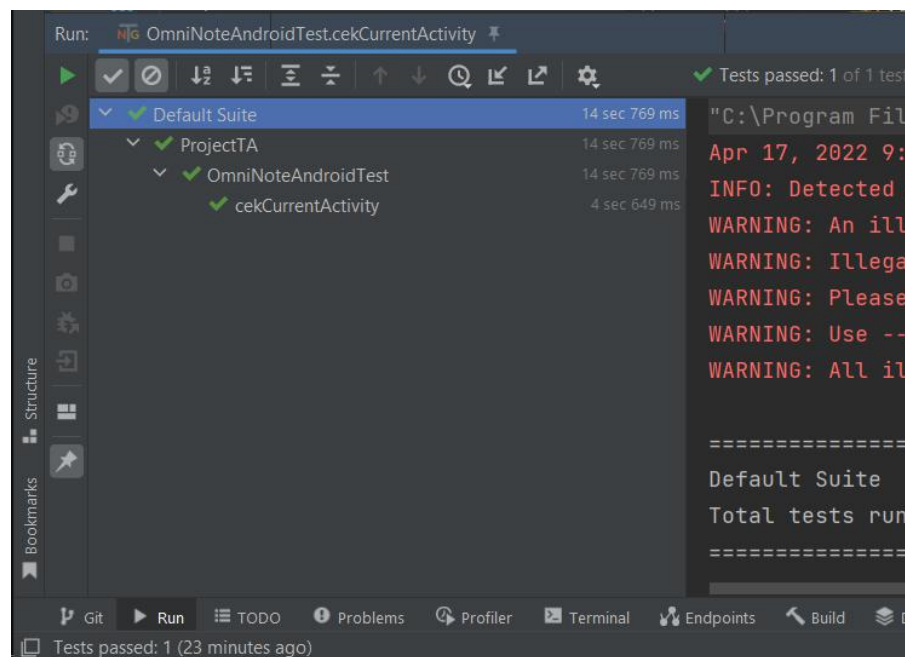 Run: NG OmniNoteAndroidTest.cekCurrentActivity
Tests passed: 1 of 1 test
Default Suite 14 sec 769 ms
ProjectTA 14 sec 769 ms
OmniNoteAndroidTest 14 sec 769 ms
cekCurrentActivity 4 sec 649 ms
"C:\Program Fil
Apr 17, 2022 9:
INFO: Detected
WARNING: An ill
WARNING: Illega
WARNING: Please
WARNING: Use --
WARNING: All il
===============
Default Suite
Total tests run
===============
Structure
Bookmarks
Git Run TODO Problems Profiler Terminal Endpoints Build
Tests passed: 1 (23 minutes ago)